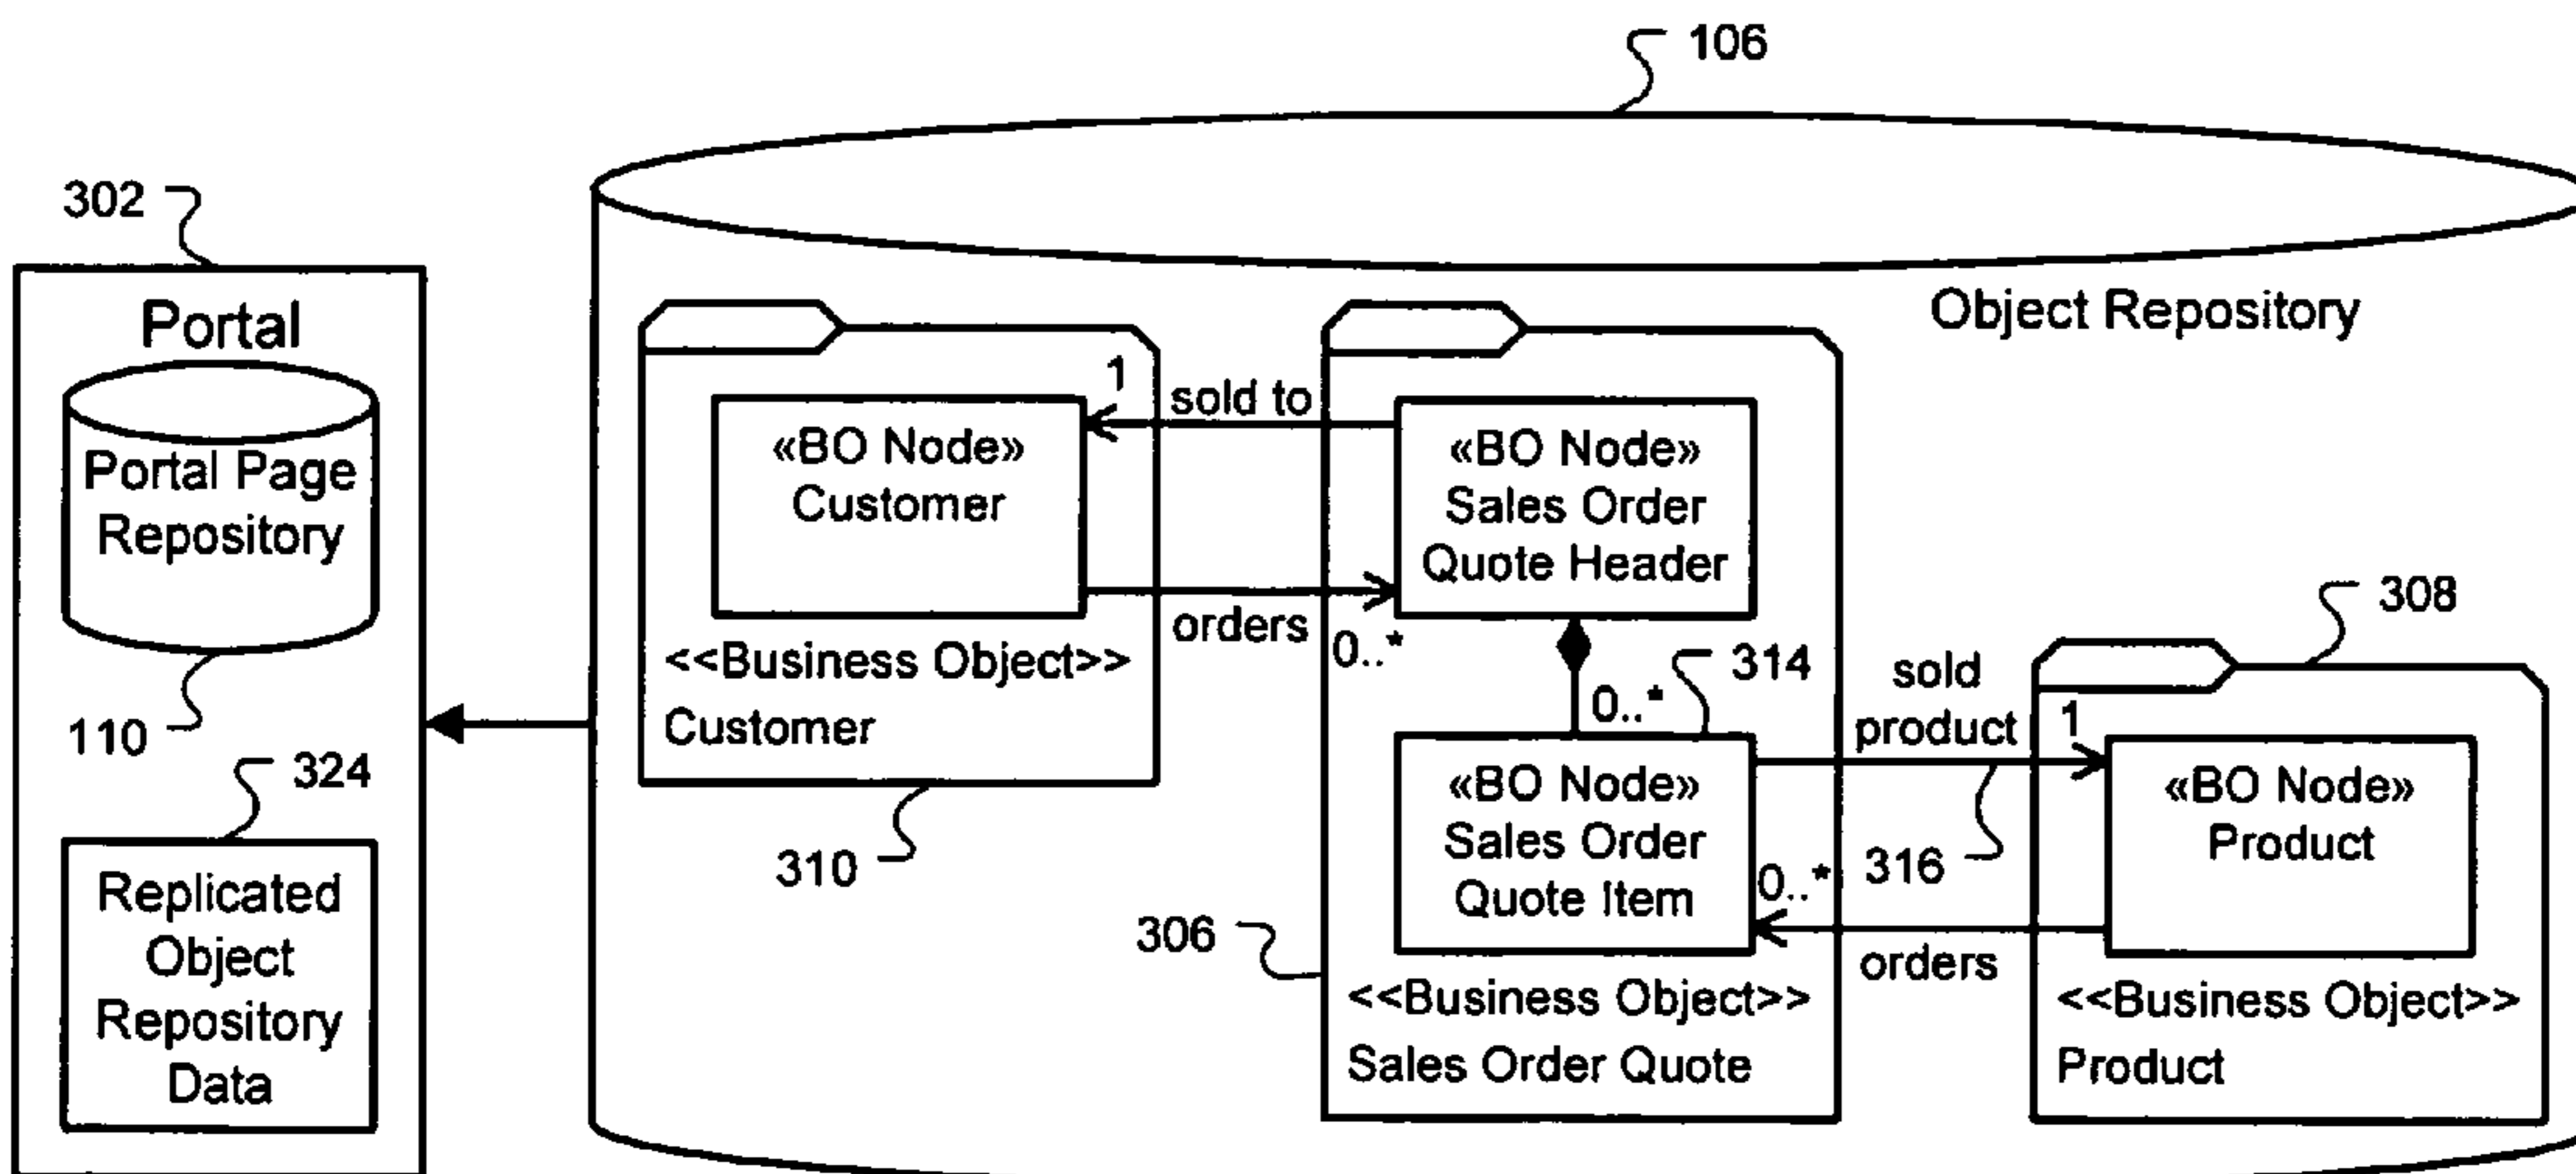 106
302
Object Repository
Portal
Portal Page
Repository
110
324
Replicated
Object
Repository
Data
«BO Node»
Customer
<<Business Object>>
Customer
310
1
sold to
orders
0..*
«BO Node»
Sales Order
Quote Header
0..*
314
«BO Node»
Sales Order
Quote Item
306
<<Business Object>>
Sales Order Quote
sold
product
1
316
0..*
orders
308
«BO Node»
Product
<<Business Object>>
Product